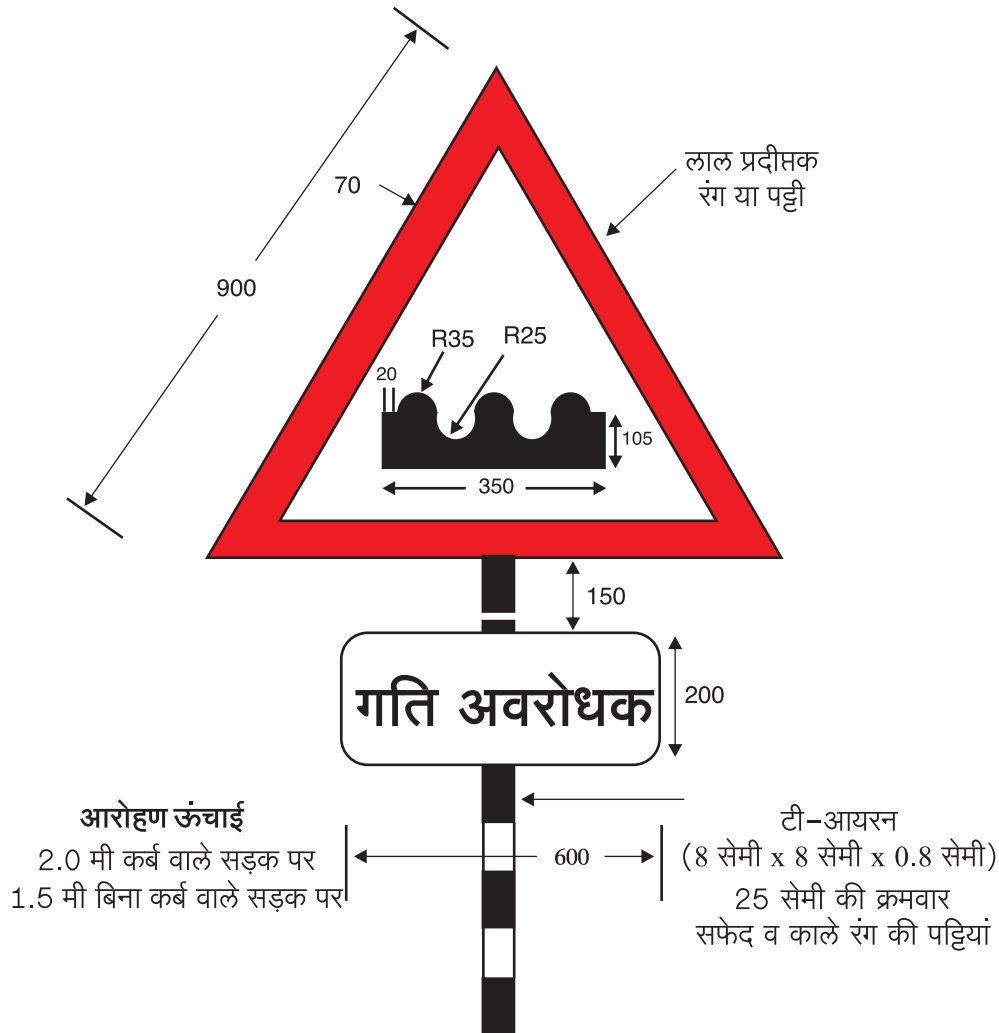 लाल प्रदीप्तक
रंग या पट्टी
70
900
R35
R25
20
105
350
150
गति अवरोधक
200
आरोहण ऊंचाई
2.0 मी कर्ब वाले सड़क पर
1.5 मी बिना कर्ब वाले सड़क पर
600
टी-आयरन
(8 सेमी x 8 सेमी x 0.8 सेमी)
25 सेमी की क्रमवार
सफेद व काले रंग की पट्टियां